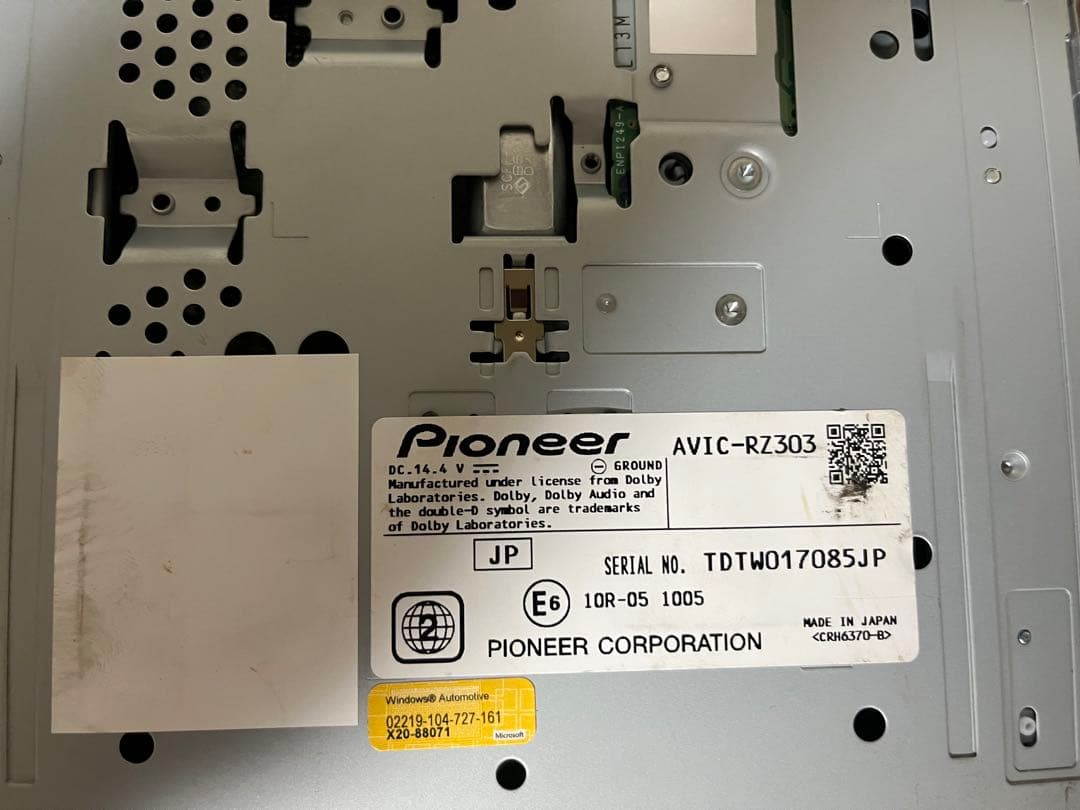 L13M
ENP1249-A
Pioneer
AVIC-RZ303
DC.14.4 V
GROUND
Manufactured under license from Dolby
Laboratories. Dolby, Dolby Audio and
the double-D symbol are trademarks
of Dolby Laboratories.
JP
SERIAL NO. TDTW017085JP
2
E6 10R-05 1005
MADE IN JAPAN
<CRH6370-B>
PIONEER CORPORATION
Windows® Automotive
02219-104-727-161
X20-88071
Microsoft